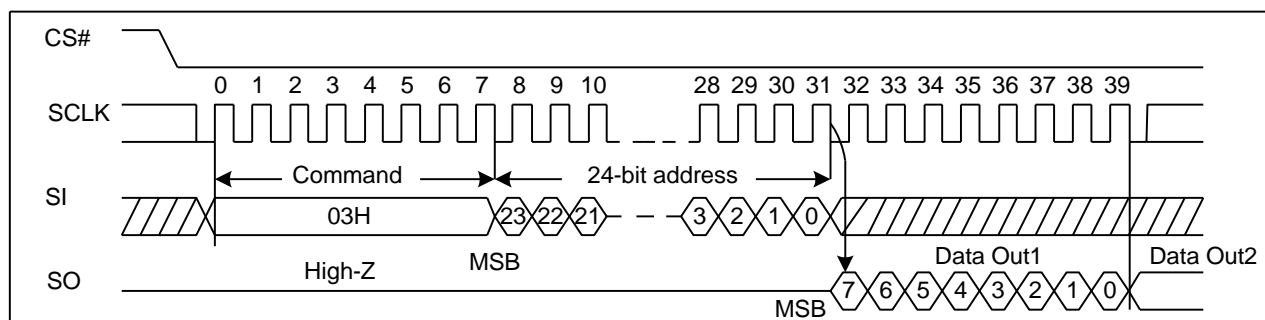 CS#
0 1 2 3 4 5 6 7 8 9 10 28 29 30 31 32 33 34 35 36 37 38 39
SCLK
Command 24-bit address
SI
03H 23 22 21 3 2 1 0
High-Z MSB Data Out1 Data Out2
SO
MSB 7 6 5 4 3 2 1 0